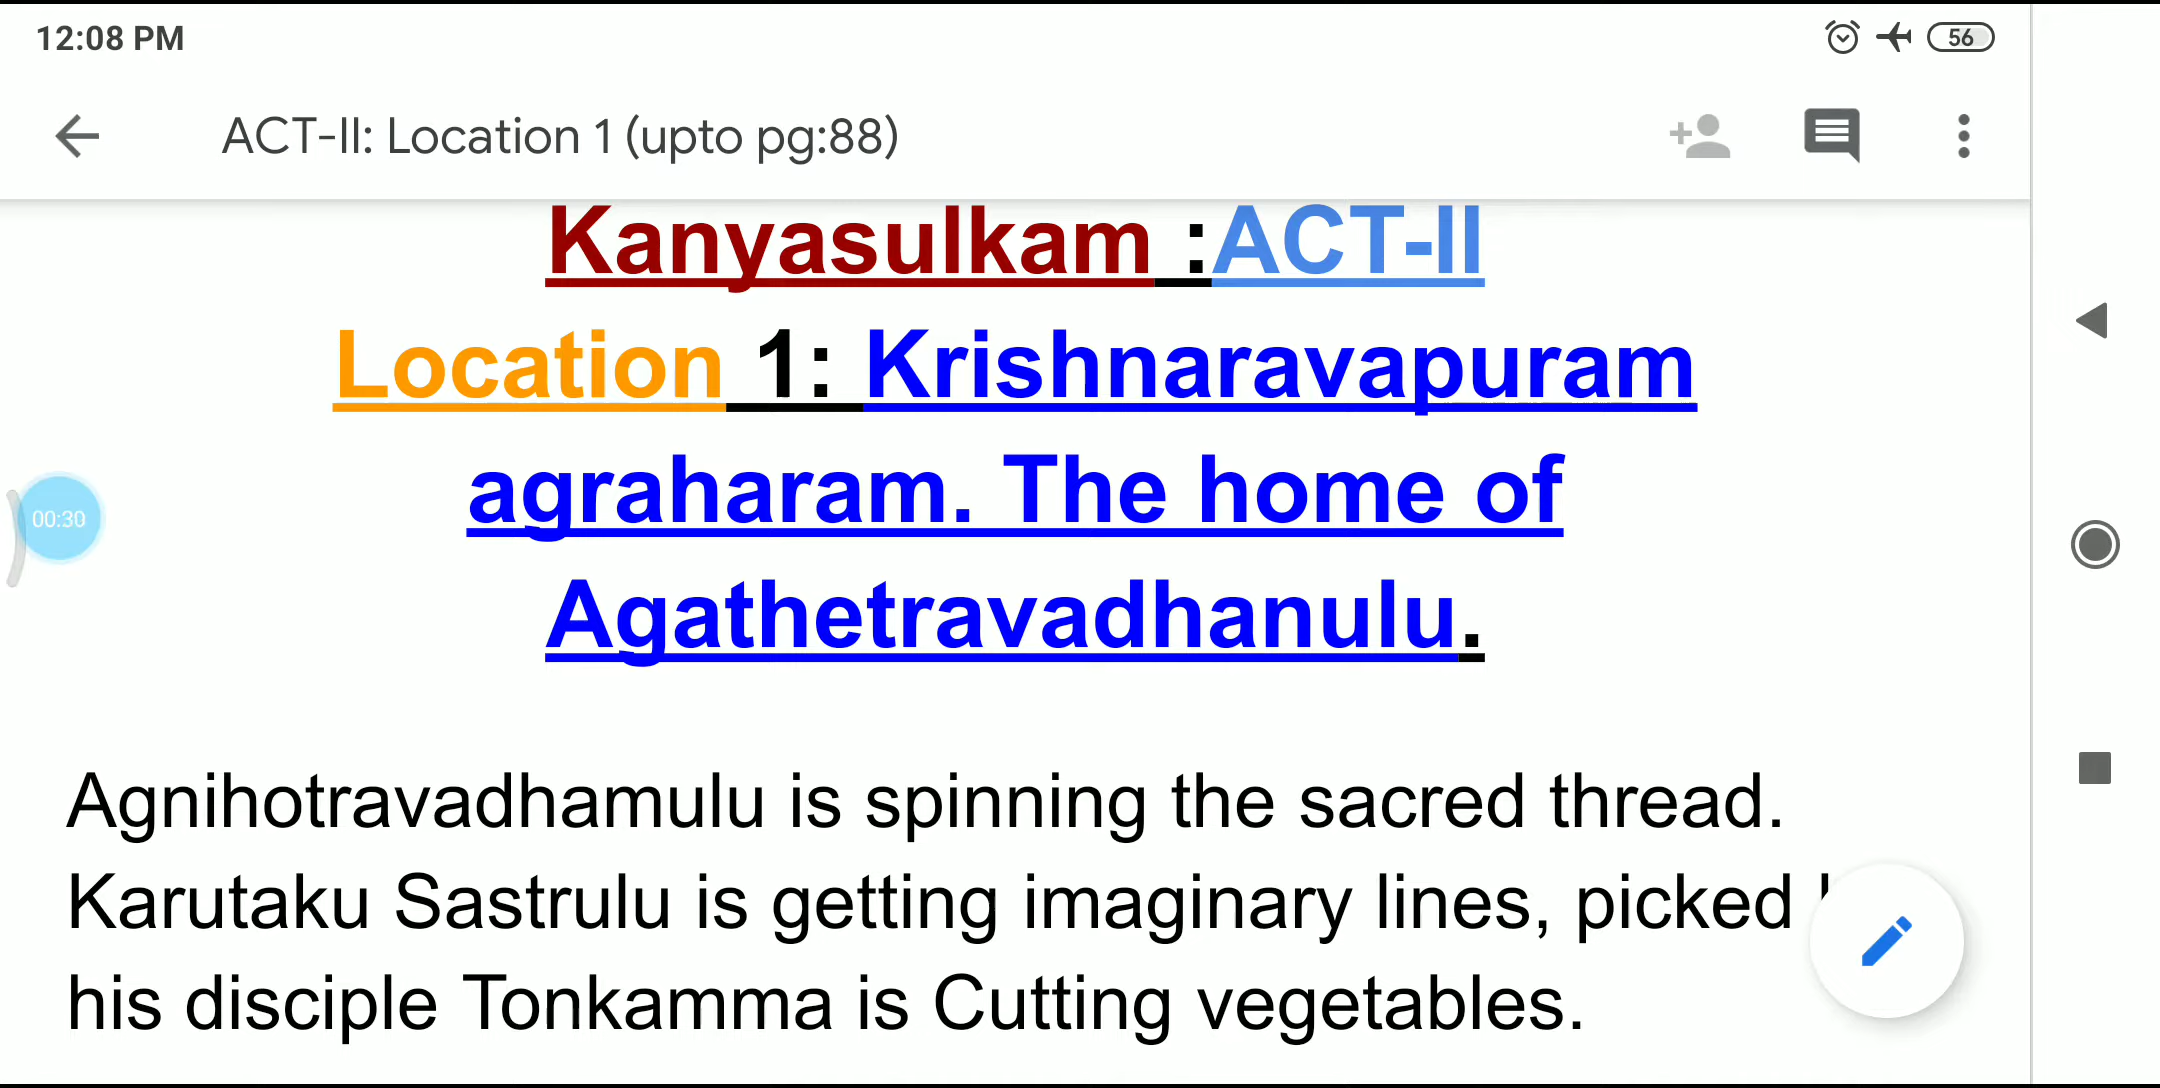 12:08 PM
56
ACT-II: Location 1 (upto pg:88)
Kanyasulkam :ACT-II
Location 1: Krishnaravapuram
agraharam. The home of
Agathetravadhanulu.
00:30
Agnihotravadhamulu is spinning the sacred thread.
Karutaku Sastrulu is getting imaginary lines, picked
his disciple Tonkamma is Cutting vegetables.